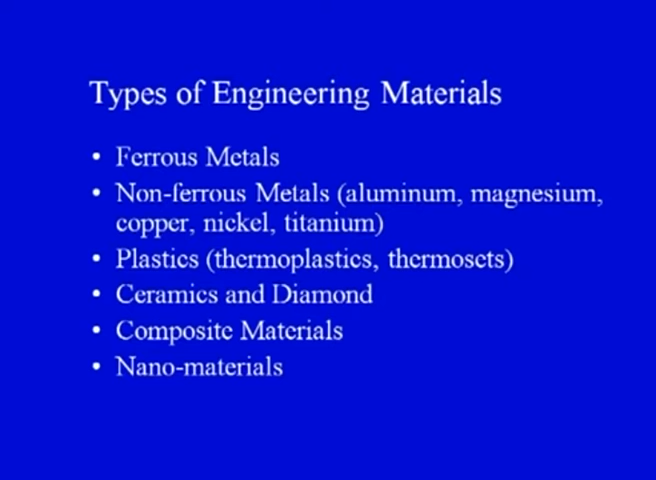 Types of Engineering Materials
• Ferrous Metals
• Non-ferrous Metals (aluminum, magnesium,
copper, nickel, titanium)
• Plastics (thermoplastics, thermosets)
• Ceramics and Diamond
• Composite Materials
• Nano-materials